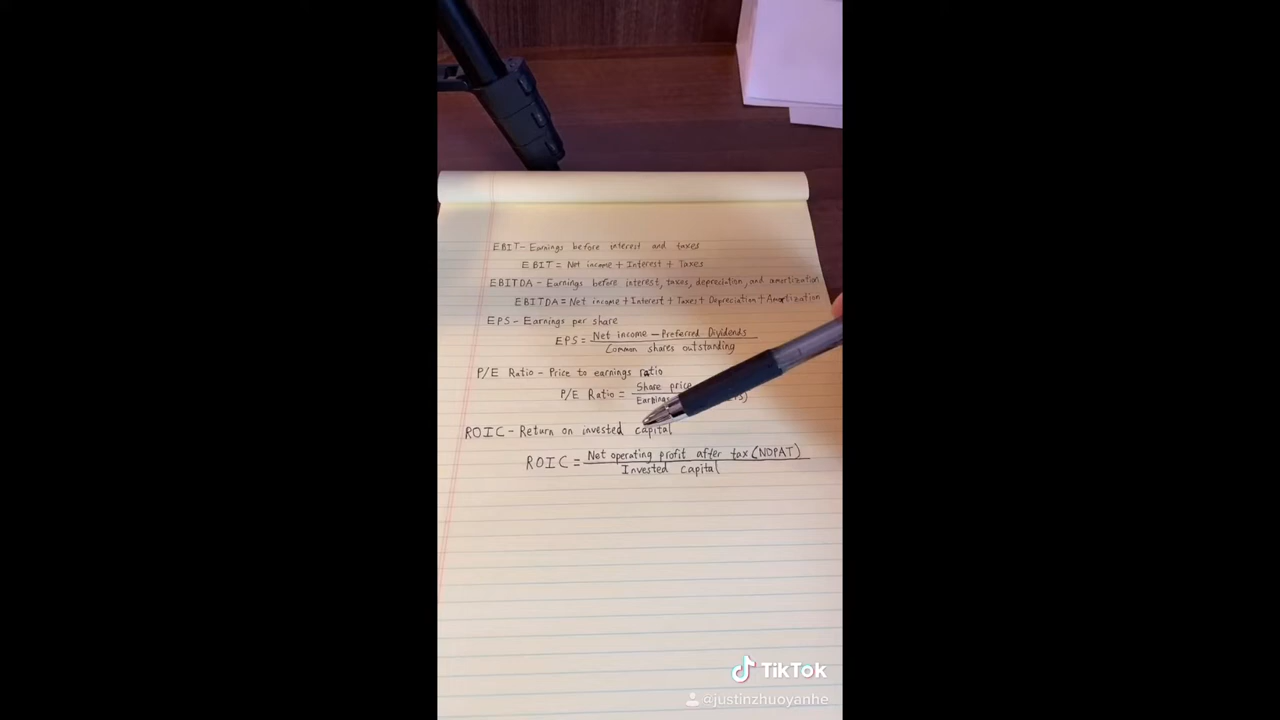 EBIT - Earnings before interest and taxes
EBIT = Net income + Interest + Taxes
EBITDA - Earnings before interest, taxes, depreciation, and amortization
EBITDA = Net income + Interest + Taxes + Depreciation + Amortization
EPS - Earnings per share
EPS = Net income - Preferred Dividends
Common shares outstanding
P/E Ratio - Price to earnings ratio
P/E Ratio = Share price
Earnings
ROIC - Return on invested capital
ROIC = Net operating profit after tax (NOPAT)
Invested capital
TikTok
@justinzhuoyanhe